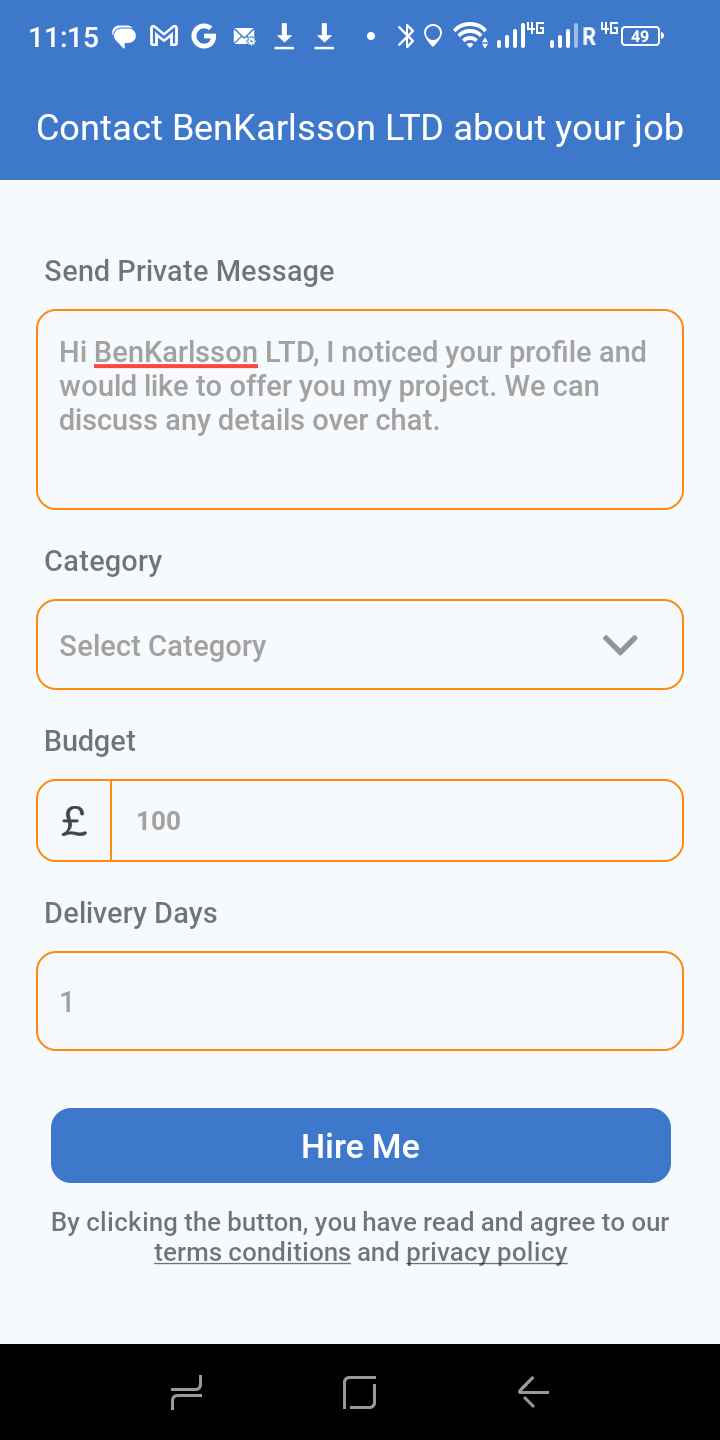 11:15 4G R 4G 49
Contact BenKarlsson LTD about your job
Send Private Message
Hi BenKarlsson LTD, I noticed your profile and
would like to offer you my project. We can
discuss any details over chat.
Category
Select Category
Budget
£ 100
Delivery Days
1
Hire Me
By clicking the button, you have read and agree to our
terms conditions and privacy policy